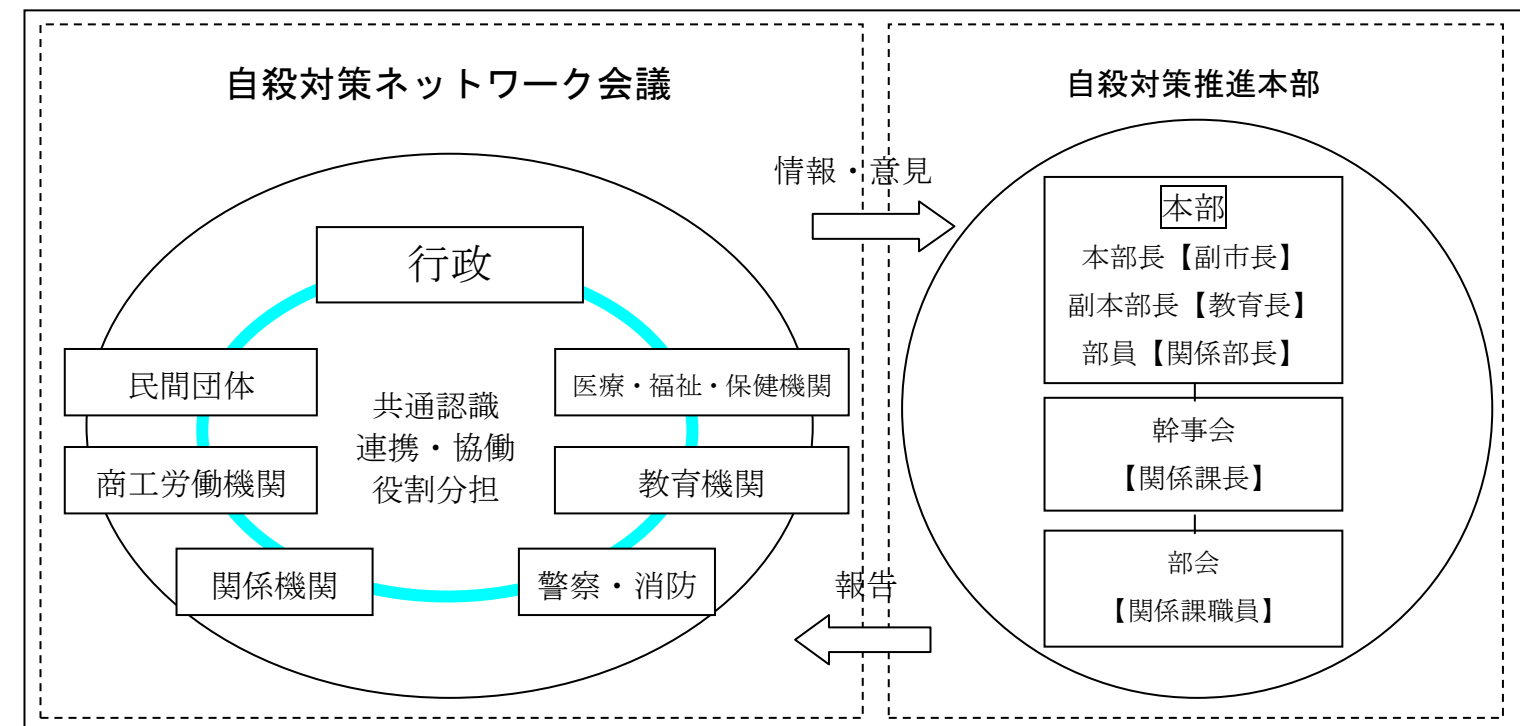 自殺対策ネットワーク会議
行政
民間団体
医療・福祉・保健機関
共通認識
連携・協働
役割分担
商工労働機関
教育機関
関係機関
警察・消防
情報・意見
報告
自殺対策推進本部
本部
本部長【副市長】
副本部長【教育長】
部員【関係部長】
幹事会
【関係課長】
部会
【関係課職員】